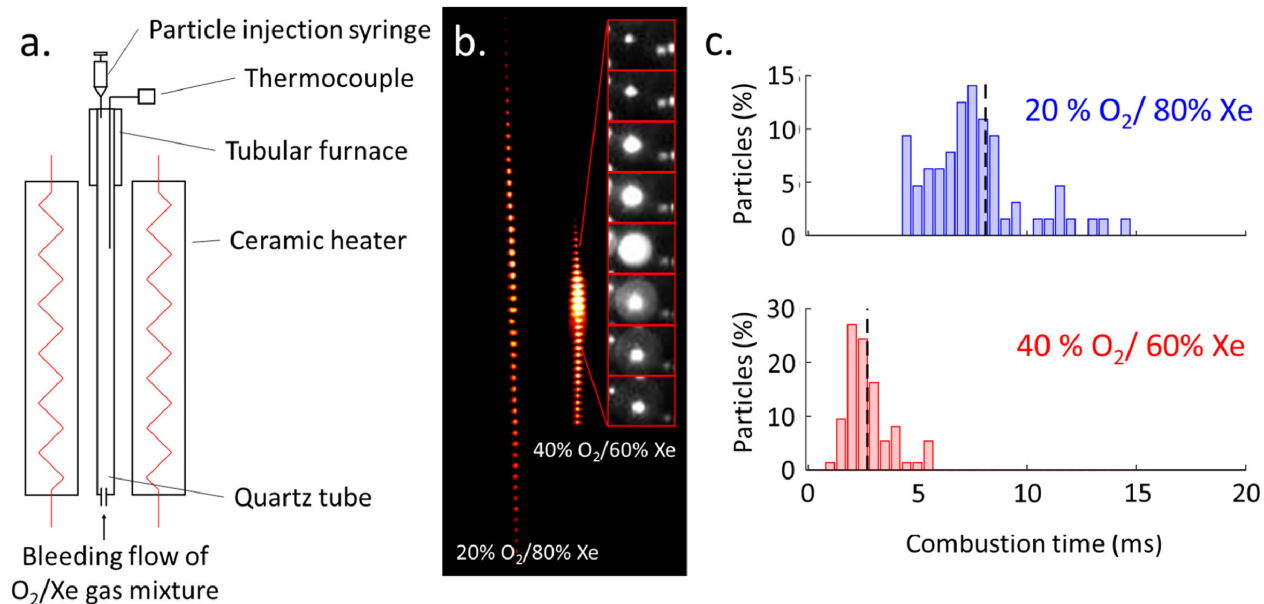 a.
Particle injection syringe
Thermocouple
Tubular furnace
Ceramic heater
Quartz tube
Bleeding flow of
O₂/Xe gas mixture
b.
40% O₂/60% Xe
20% O₂/80% Xe
c.
15
10
5
0
Particles (%)
20 % O₂/ 80% Xe
30
20
10
0
Particles (%)
40 % O₂/ 60% Xe
0 5 10 15 20
Combustion time (ms)